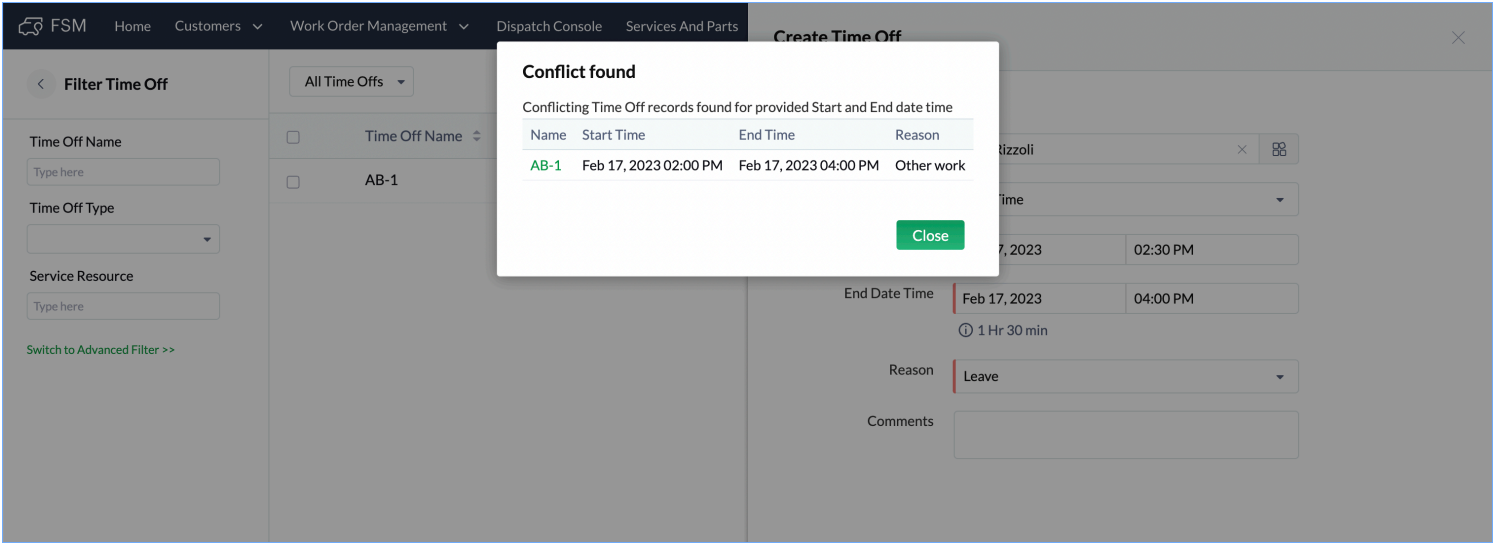 FSM Home Customers Work Order Management Dispatch Console Services And Parts
Create Time Off
Filter Time Off
All Time Offs
Time Off Name
Type here
Time Off Type
Service Resource
Type here
Switch to Advanced Filter >>
Time Off Name
AB-1
Conflict found
Conflicting Time Off records found for provided Start and End date time
Name Start Time End Time Reason
AB-1 Feb 17, 2023 02:00 PM Feb 17, 2023 04:00 PM Other work
Close
Rizzoli
Time
7, 2023 02:30 PM
End Date Time Feb 17, 2023 04:00 PM
1 Hr 30 min
Reason Leave
Comments